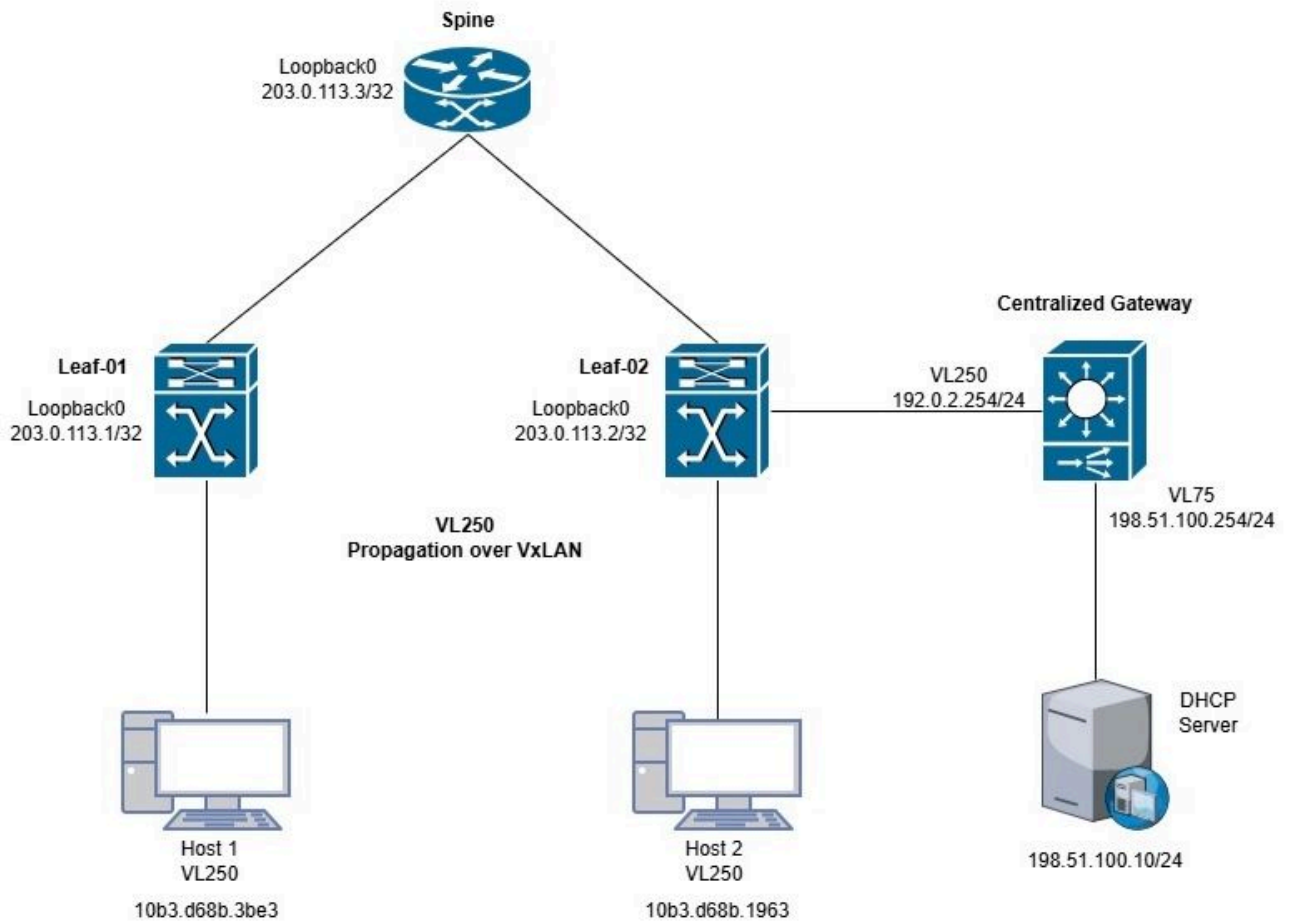 Spine
Loopback0
203.0.113.3/32
Centralized Gateway
Leaf-01
Loopback0
203.0.113.1/32
Leaf-02
Loopback0
203.0.113.2/32
VL250
192.0.2.254/24
VL75
198.51.100.254/24
VL250
Propagation over VxLAN
DHCP
Server
198.51.100.10/24
Host 1
VL250
10b3.d68b.3be3
Host 2
VL250
10b3.d68b.1963